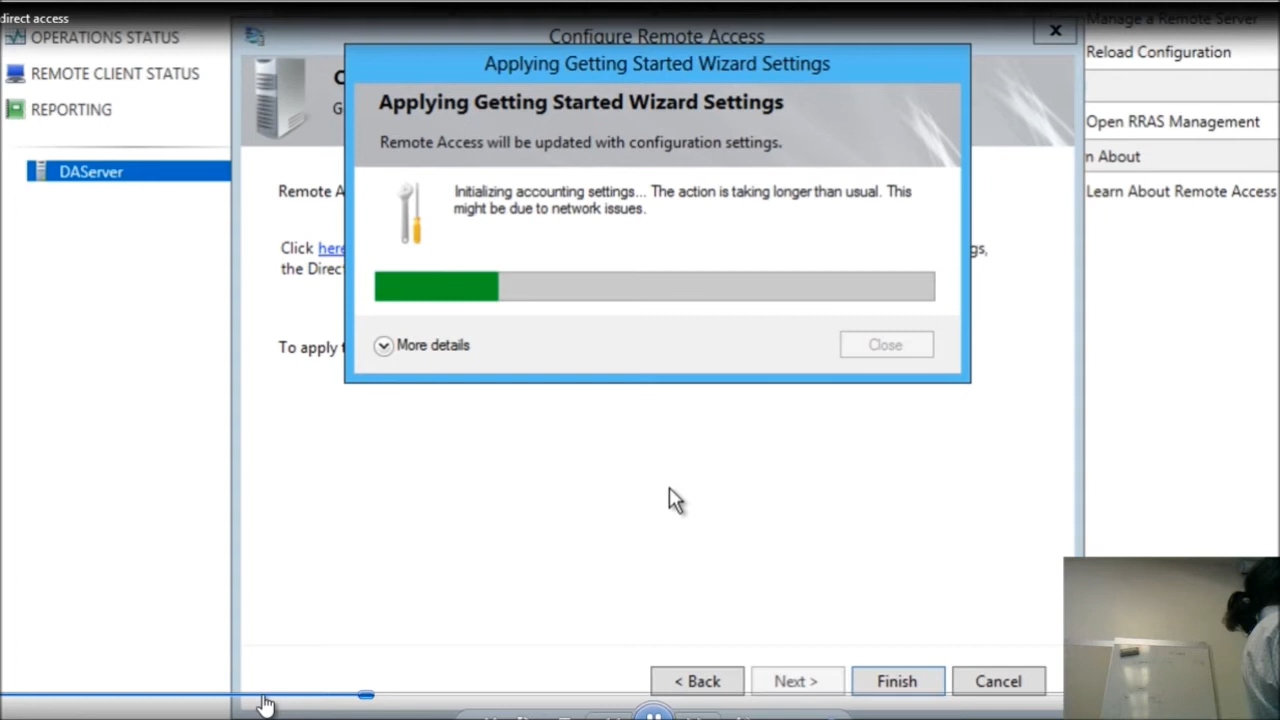 direct access
OPERATIONS STATUS
REMOTE CLIENT STATUS
REPORTING
DAServer
Configure Remote Access
Applying Getting Started Wizard Settings
Applying Getting Started Wizard Settings
Remote Access will be updated with configuration settings.
Initializing accounting settings... The action is taking longer than usual. This
might be due to network issues.
More details
Close
Remote A
Click here
gs,
the Direc
To apply
< Back
Next >
Finish
Cancel
Manage a Remote Server
Reload Configuration
Open RRAS Management
n About
Learn About Remote Access